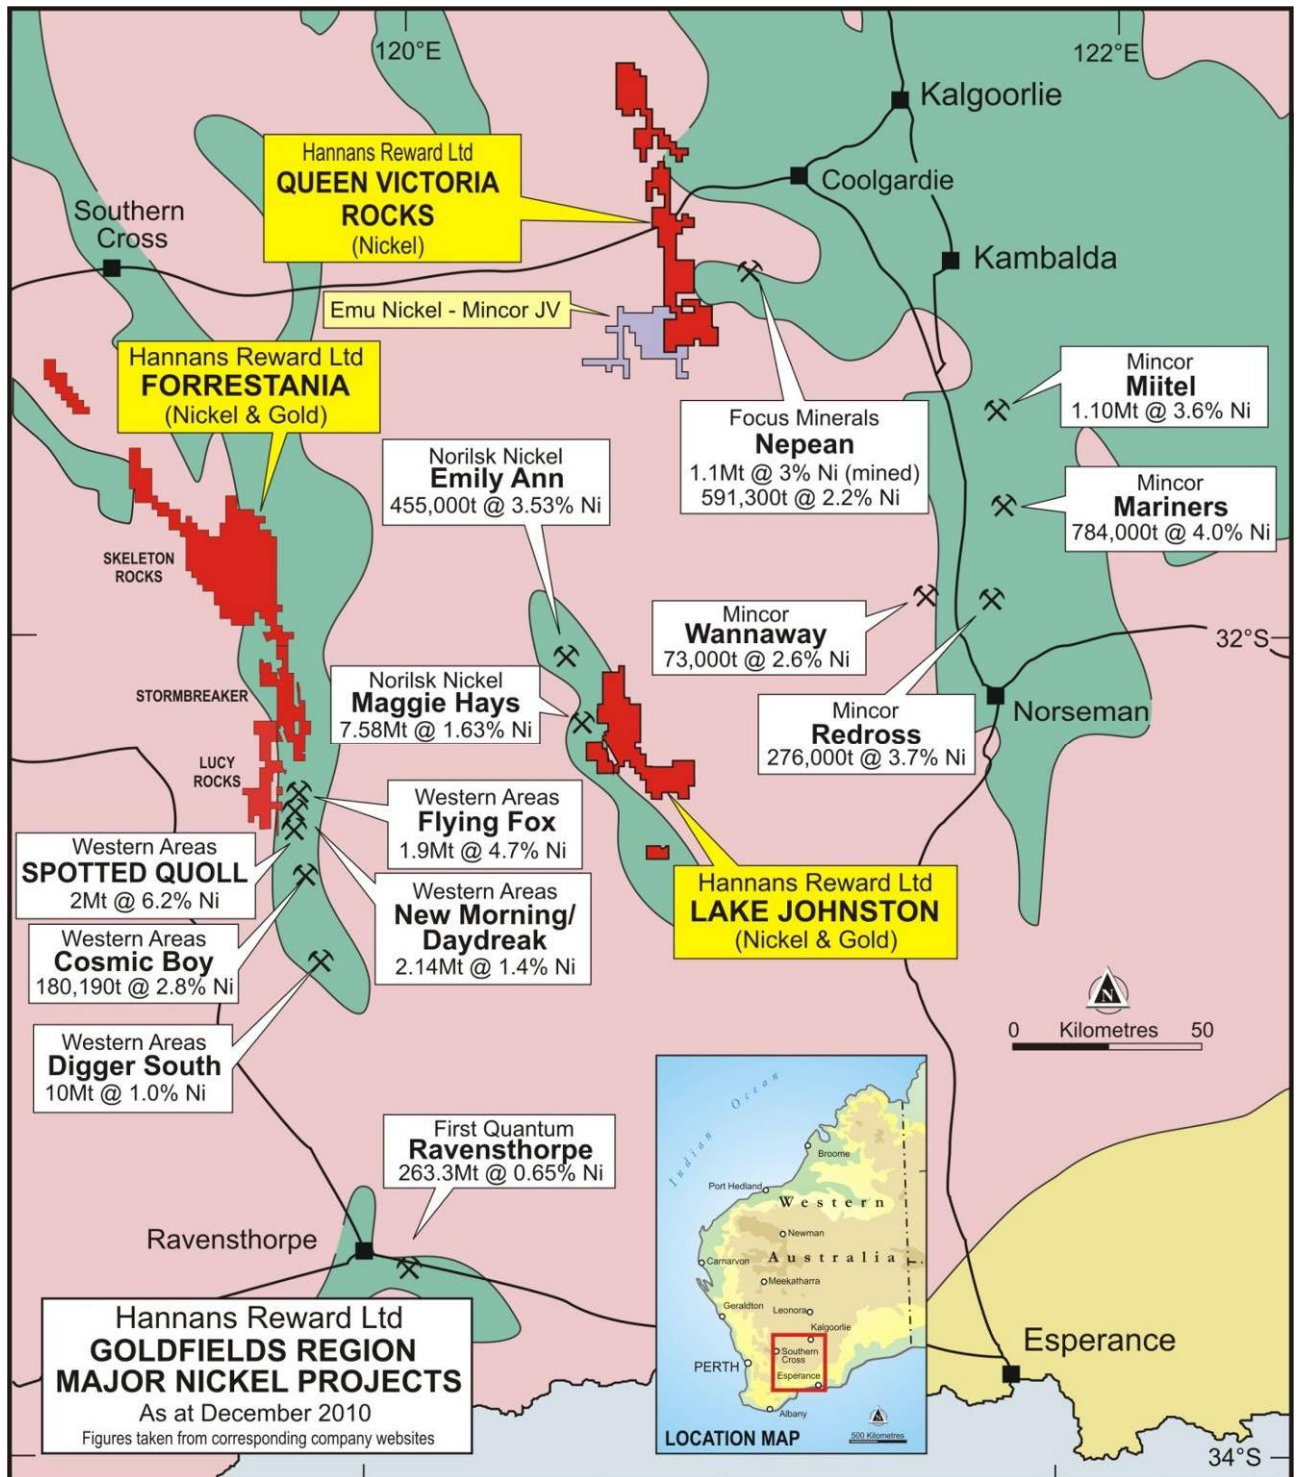 120°E
122°E
Kalgoorlie
Hannans Reward Ltd
QUEEN VICTORIA
ROCKS
(Nickel)
Coolgardie
Southern
Cross
Kambalda
Emu Nickel - Mincor JV
Hannans Reward Ltd
FORRESTANIA
(Nickel & Gold)
Mincor
Miitel
1.10Mt @ 3.6% Ni
Focus Minerals
Nepean
1.1Mt @ 3% Ni (mined)
591,300t @ 2.2% Ni
Norilsk Nickel
Emily Ann
455,000t @ 3.53% Ni
Mincor
Mariners
784,000t @ 4.0% Ni
SKELETON
ROCKS
Mincor
Wannaway
73,000t @ 2.6% Ni
32°S
Norilsk Nickel
Maggie Hays
7.58Mt @ 1.63% Ni
STORMBREAKER
Mincor
Redross
276,000t @ 3.7% Ni
Norseman
LUCY
ROCKS
Western Areas
Flying Fox
1.9Mt @ 4.7% Ni
Western Areas
SPOTTED QUOLL
2Mt @ 6.2% Ni
Western Areas
New Morning/
Daydreak
2.14Mt @ 1.4% Ni
Hannans Reward Ltd
LAKE JOHNSTON
(Nickel & Gold)
Western Areas
Cosmic Boy
180,190t @ 2.8% Ni
Western Areas
Digger South
10Mt @ 1.0% Ni
N
0 Kilometres 50
First Quantum
Ravensthorpe
263.3Mt @ 0.65% Ni
Ravensthorpe
Indian Ocean
Broome
Port Hedland
Western
Newman
Australia
Carnarvon
Meekatharra
Geraldton
Leonora
Kalgoorlie
Southern
Cross
PERTH
Esperance
Albany
N
500 Kilometres
LOCATION MAP
Esperance
Hannans Reward Ltd
GOLDFIELDS REGION
MAJOR NICKEL PROJECTS
As at December 2010
Figures taken from corresponding company websites
34°S